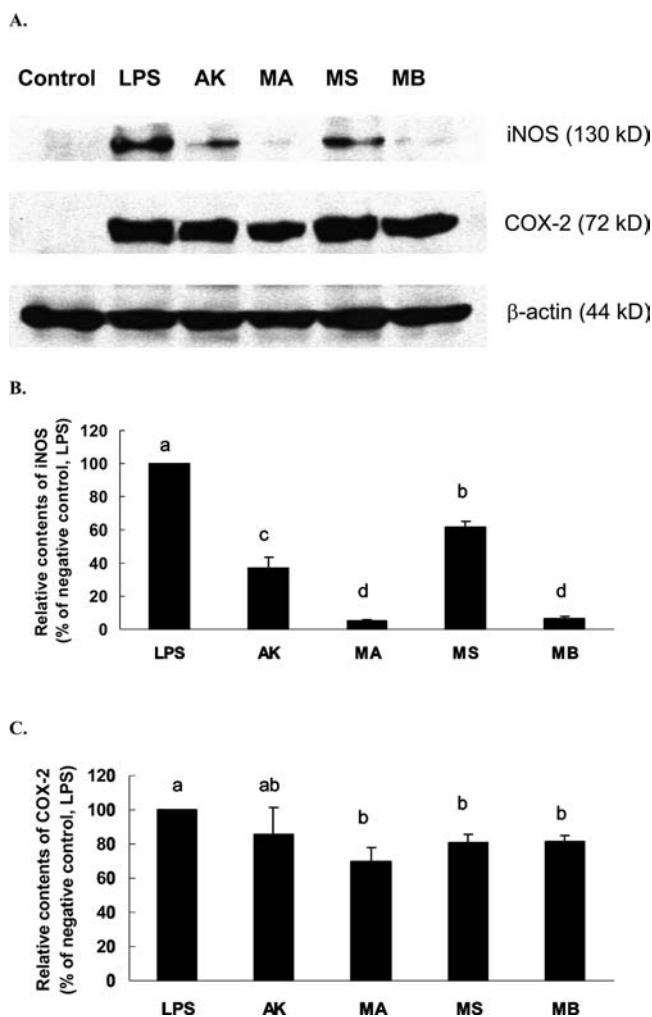 A.
Control LPS AK MA MS MB
iNOS (130 kD)
COX-2 (72 kD)
β-actin (44 kD)
B.
Relative contents of iNOS
(% of negative control, LPS)
120
100
80
60
40
20
0
a
c
d
b
d
LPS AK MA MS MB
C.
Relative contents of COX-2
(% of negative control, LPS)
120
100
80
60
40
20
0
a
ab
b
b
b
LPS AK MA MS MB